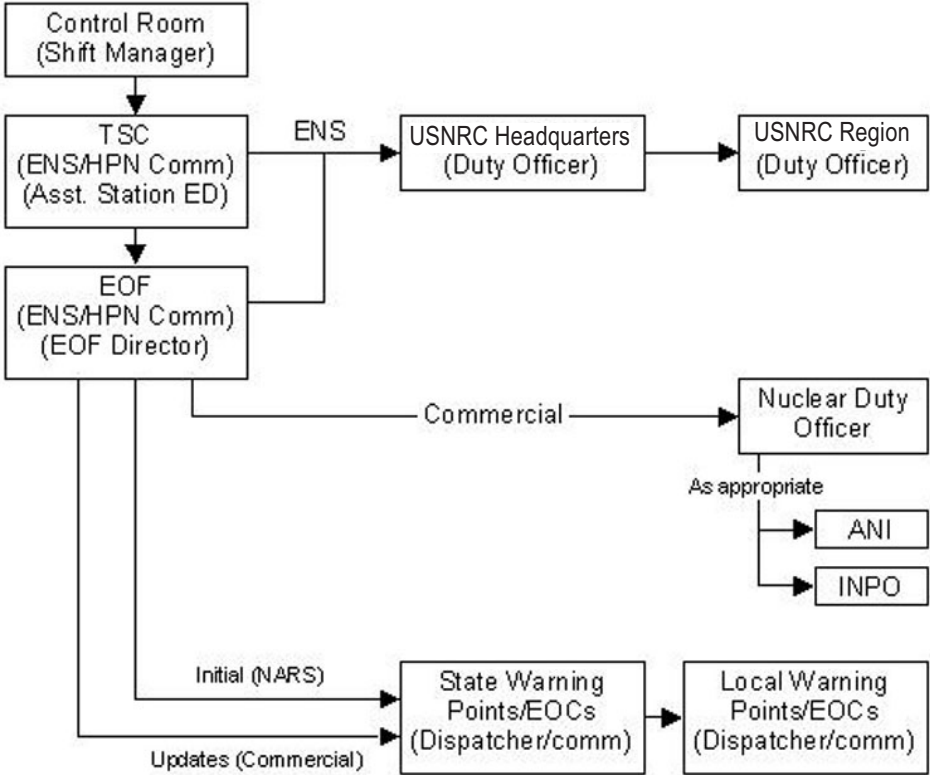 Control Room
(Shift Manager)
TSC
(ENS/HPN Comm)
(Asst. Station ED)
ENS
USNRC Headquarters
(Duty Officer)
USNRC Region
(Duty Officer)
EOF
(ENS/HPN Comm)
(EOF Director)
Commercial
Nuclear Duty
Officer
As appropriate
ANI
INPO
Initial (NARS)
Updates (Commercial)
State Warning
Points/EOCs
(Dispatcher/comm)
Local Warning
Points/EOCs
(Dispatcher/comm)